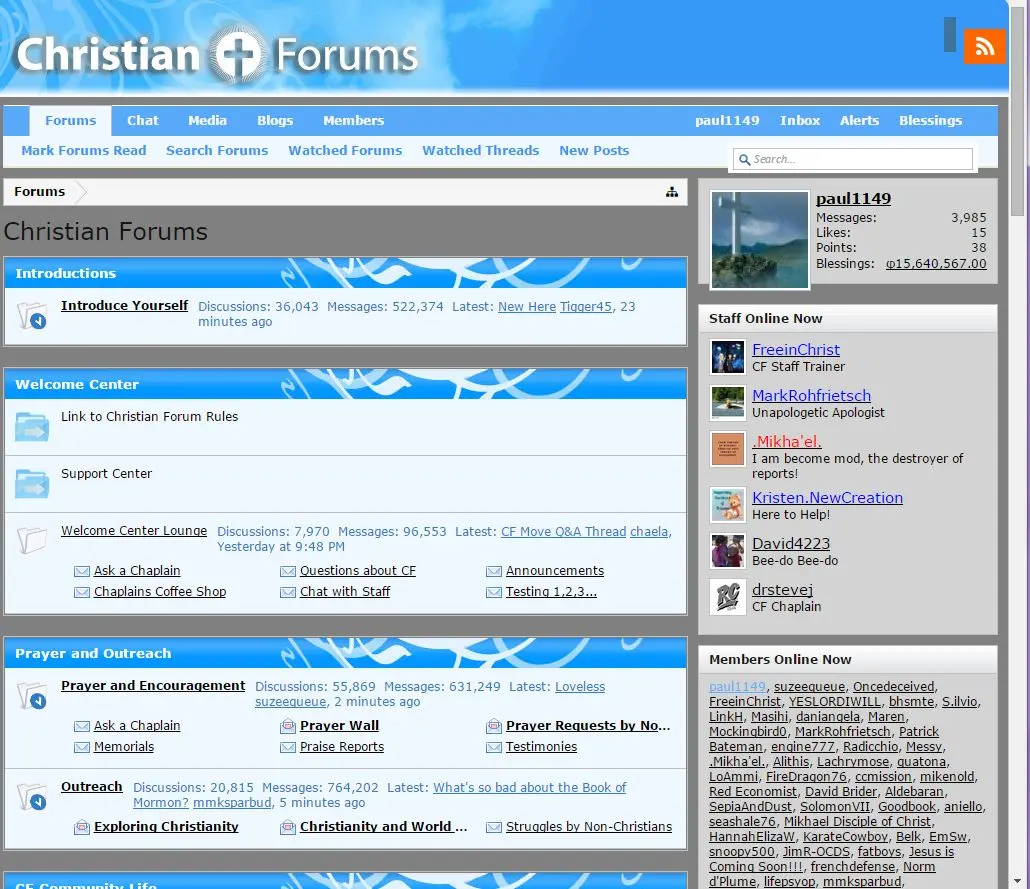 Christian Forums
Forums Chat Media Blogs Members paul1149 Inbox Alerts Blessings
Mark Forums Read Search Forums Watched Forums Watched Threads New Posts
Search...
Forums
Christian Forums
Introductions
Introduce Yourself Discussions: 36,043 Messages: 522,374 Latest: New Here Tigger45, 23
minutes ago
Welcome Center
Link to Christian Forum Rules
Support Center
Welcome Center Lounge Discussions: 7,970 Messages: 96,553 Latest: CF Move Q&A Thread chaela,
Yesterday at 9:48 PM
Ask a Chaplain Questions about CF Announcements
Chaplains Coffee Shop Chat with Staff Testing 1,2,3...
Prayer and Outreach
Prayer and Encouragement Discussions: 55,869 Messages: 631,249 Latest: Loveless
suzeequeue, 2 minutes ago
Ask a Chaplain Prayer Wall Prayer Requests by No...
Memorials Praise Reports Testimonies
Outreach Discussions: 20,815 Messages: 764,202 Latest: What's so bad about the Book of
Mormon? mmksparbud, 5 minutes ago
Exploring Christianity Christianity and World ... Struggles by Non-Christians
CF Community Life
paul1149
Messages: 3,985
Likes: 15
Points: 38
Blessings: φ15,640,567.00
Staff Online Now
FreeinChrist
CF Staff Trainer
MarkRohfrietsch
Unapologetic Apologist
.Mikha'el.
I am become mod, the destroyer of
reports!
Kristen.NewCreation
Here to Help!
David4223
Bee-do Bee-do
drstevej
CF Chaplain
Members Online Now
paul1149, suzeequeue, Oncedeceived,
FreeinChrist, YESLORDIWILL, bhsmte, S.ilvio,
LinkH, Masihi, daniangela, Maren,
Mockingbird0, MarkRohfrietsch, Patrick
Bateman, engine777, Radicchio, Messy,
.Mikha'el., Alithis, Lachrymose, quatona,
LoAmmi, FireDragon76, ccmission, mikenold,
Red Economist, David Brider, Aldebaran,
SepiaAndDust, SolomonVII, Goodbook, aniello,
seashale76, Mikhael Disciple of Christ,
HannahElizaW, KarateCowboy, Belk, EmSw,
snoopy500, JimR-OCDS, fatboys, Jesus is
Coming Soon!!!, frenchdefense, Norm
d'Plume, lifepsyop, mmksparbud,